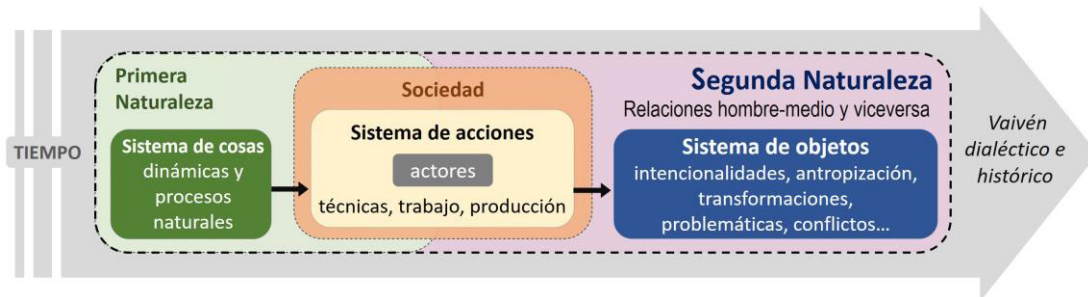 TIEMPO
Primera
Naturaleza
Sistema de cosas
dinámicas y
procesos
naturales
Sociedad
Sistema de acciones
actores
técnicas, trabajo, producción
Segunda Naturaleza
Relaciones hombre-medio y viceversa
Sistema de objetos
intencionalidades, antropización,
transformaciones,
problemáticas, conflictos...
Vaivén
dialéctico e
histórico